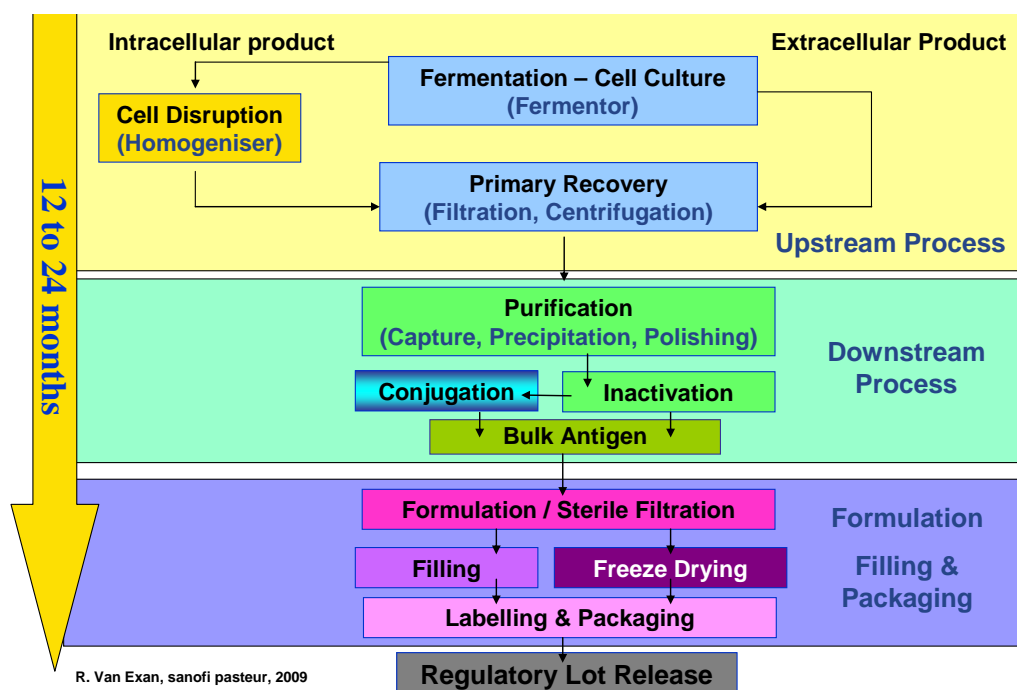 Intracellular product
Extracellular Product
Fermentation – Cell Culture
(Fermentor)
Cell Disruption
(Homogeniser)
Primary Recovery
(Filtration, Centrifugation)
Upstream Process
12 to 24 months
Purification
(Capture, Precipitation, Polishing)
Downstream
Process
Conjugation
Inactivation
Bulk Antigen
Formulation / Sterile Filtration
Formulation
Filling
Freeze Drying
Filling &
Packaging
Labelling & Packaging
Regulatory Lot Release
R. Van Exan, sanofi pasteur, 2009